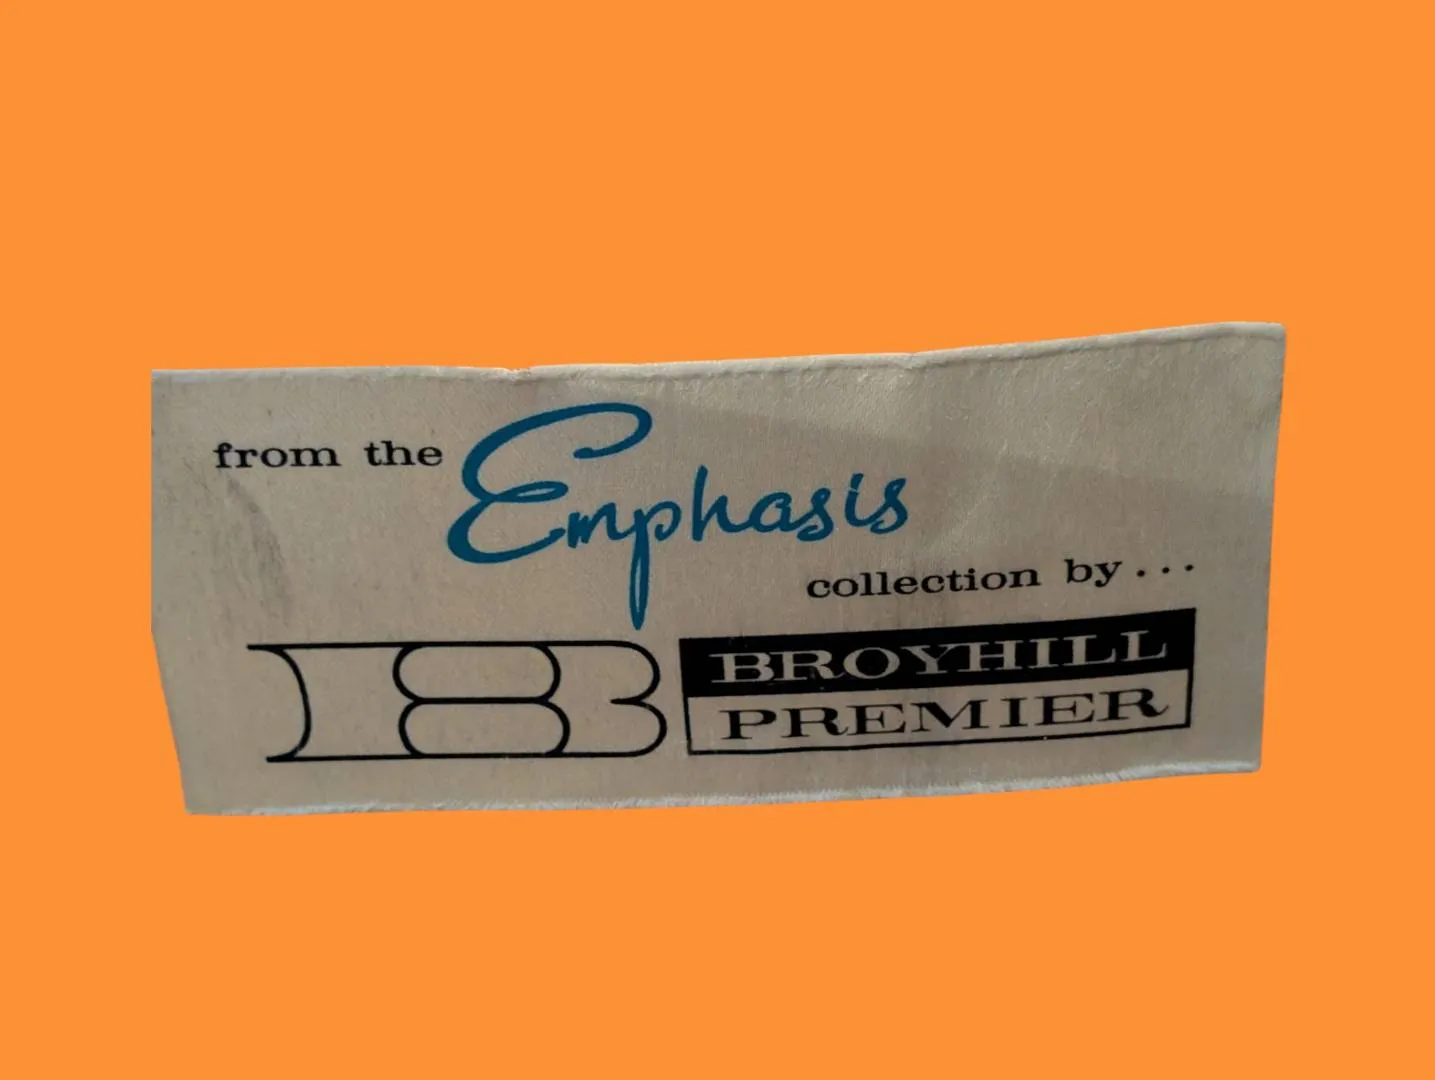 from the Emphasis
collection by...
B BROYHILL
PREMIER